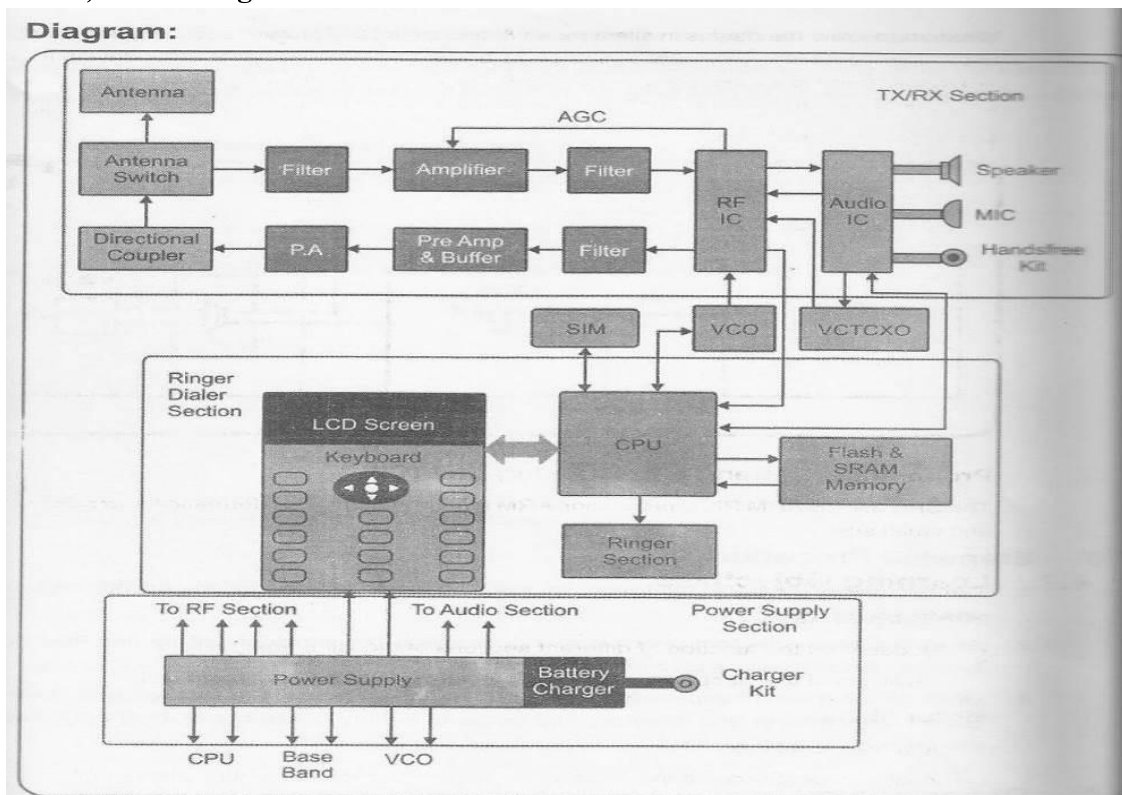 Diagram:
Antenna
TX/RX Section
AGC
Antenna
Switch
Filter
Amplifier
Filter
RF
IC
Audio
IC
Speaker
MIC
Handsfree
Kit
Directional
Coupler
P.A
Pre Amp
& Buffer
Filter
SIM
VCO
VCTCXO
Ringer
Dialer
Section
LCD Screen
Keyboard
CPU
Flash &
SRAM
Memory
Ringer
Section
To RF Section
To Audio Section
Power Supply
Section
Power Supply
Battery
Charger
Charger
Kit
CPU
Base
Band
VCO